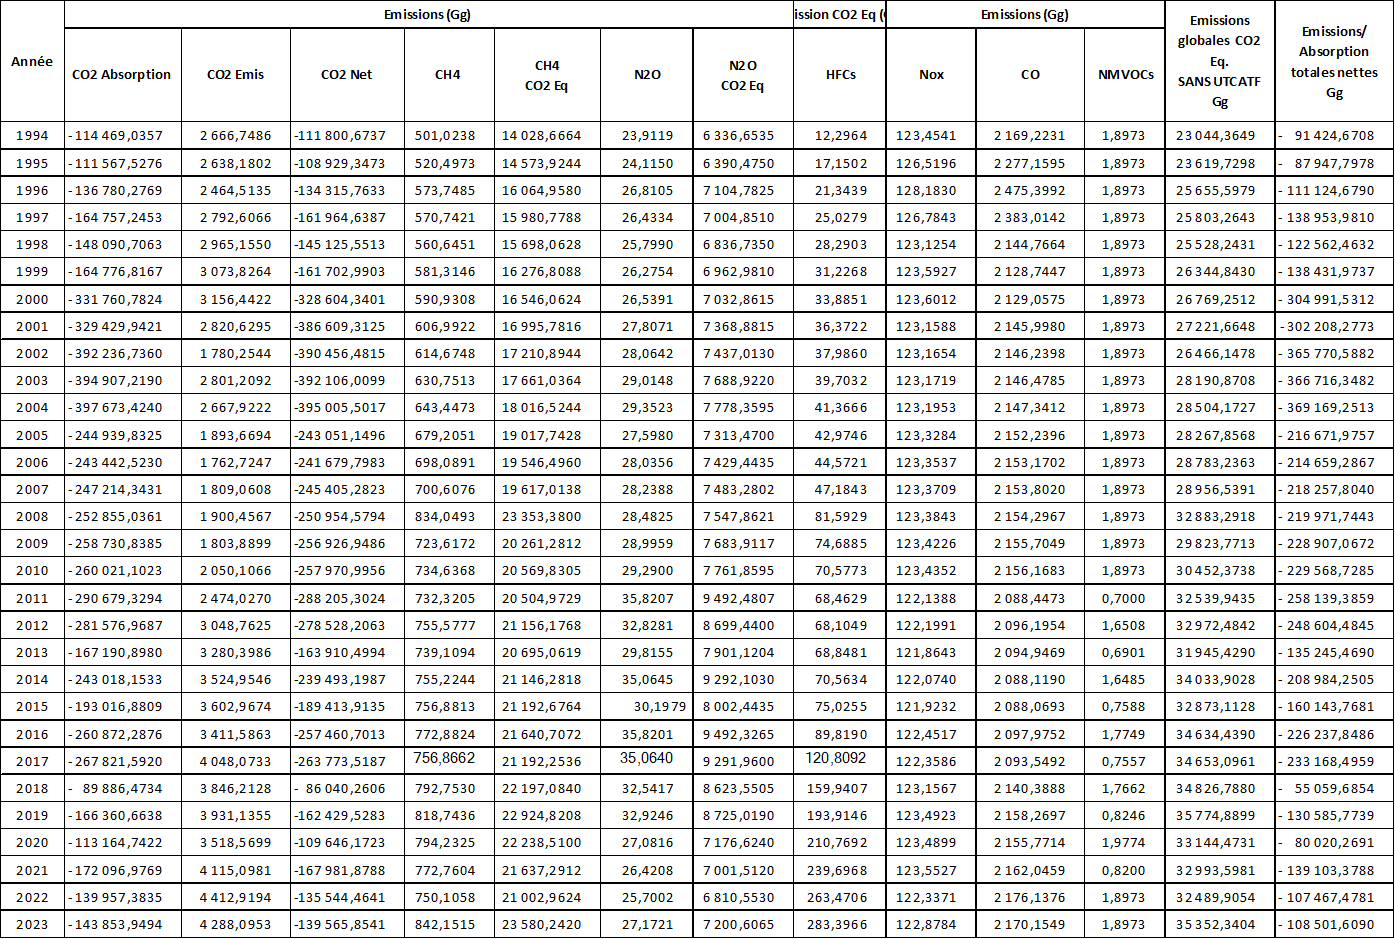 Année Emissions (Gg) ission CO2 Eq ( Emissions (Gg) Emissions globales CO2 Eq. SANS UTCATF Gg Emissions/ Absorption totales nettes Gg
CO2 Absorption CO2 Emis CO2 Net CH4 CH4 CO2 Eq N2O N2O CO2 Eq HFCs Nox CO NMVOCs
1994 -114 469,0357 2 666,7486 -111 800,6737 501,0238 14 028,6664 23,9119 6 336,6535 12,2964 123,4541 2 169,2231 1,8973 23 044,3649 - 91 424,6708
1995 -111 567,5276 2 638,1802 -108 929,3473 520,4973 14 573,9244 24,1150 6 390,4750 17,1502 126,5196 2 277,1595 1,8973 23 619,7298 - 87 947,7978
1996 -136 780,2769 2 464,5135 -134 315,7633 573,7485 16 064,9580 26,8105 7 104,7825 21,3439 128,1830 2 475,3992 1,8973 25 655,5979 -111 124,6790
1997 -164 757,2453 2 792,6066 -161 964,6387 570,7421 15 980,7788 26,4334 7 004,8510 25,0279 126,7843 2 383,0142 1,8973 25 803,2643 -138 953,9810
1998 -148 090,7063 2 965,1550 -145 125,5513 560,6451 15 698,0628 25,7990 6 836,7350 28,2903 123,1254 2 144,7664 1,8973 25 528,2431 -122 562,4632
1999 -164 776,8167 3 073,8264 -161 702,9903 581,3146 16 276,8088 26,2754 6 962,9810 31,2268 123,5927 2 128,7447 1,8973 26 344,8430 -138 431,9737
2000 -331 760,7824 3 156,4422 -328 604,3401 590,9308 16 546,0624 26,5391 7 032,8615 33,8851 123,6012 2 129,0575 1,8973 26 769,2512 -304 991,5312
2001 -329 429,9421 2 820,6295 -386 609,3125 606,9922 16 995,7816 27,8071 7 368,8815 36,3722 123,1588 2 145,9980 1,8973 27 221,6648 -302 208,2773
2002 -392 236,7360 1 780,2544 -390 456,4815 614,6748 17 210,8944 28,0642 7 437,0130 37,9860 123,1654 2 146,2398 1,8973 26 466,1478 -365 770,5882
2003 -394 907,2190 2 801,2092 -392 106,0099 630,7513 17 661,0364 29,0148 7 688,9220 39,7032 123,1719 2 146,4785 1,8973 28 190,8708 -366 716,3482
2004 -397 673,4240 2 667,9222 -395 005,5017 643,4473 18 016,5244 29,3523 7 778,3595 41,3666 123,1953 2 147,3412 1,8973 28 504,1727 -369 169,2513
2005 -244 939,8325 1 893,6694 -243 051,1496 679,2051 19 017,7428 27,5980 7 313,4700 42,9746 123,3284 2 152,2396 1,8973 28 267,8568 -216 671,9757
2006 -243 442,5230 1 762,7247 -241 679,7983 698,0891 19 546,4960 28,0356 7 429,4435 44,5721 123,3537 2 153,1702 1,8973 28 783,2363 -214 659,2867
2007 -247 214,3431 1 809,0608 -245 405,2823 700,6076 19 617,0138 28,2388 7 483,2802 47,1843 123,3709 2 153,8020 1,8973 28 956,5391 -218 257,8040
2008 -252 855,0361 1 900,4567 -250 954,5794 834,0493 23 353,3800 28,4825 7 547,8621 81,5929 123,3843 2 154,2967 1,8973 32 883,2918 -219 971,7443
2009 -258 730,8385 1 803,8899 -256 926,9486 723,6172 20 261,2812 28,9959 7 683,9117 74,6885 123,4226 2 155,7049 1,8973 29 823,7713 -228 907,0672
2010 -260 021,1023 2 050,1066 -257 970,9956 734,6368 20 569,8305 29,2900 7 761,8595 70,5773 123,4352 2 156,1683 1,8973 30 452,3738 -229 568,7285
2011 -290 679,3294 2 474,0270 -288 205,3024 732,3205 20 504,9729 35,8207 9 492,4807 68,4629 122,1388 2 088,4473 0,7000 32 539,9435 -258 139,3859
2012 -281 576,9687 3 048,7625 -278 528,2063 755,5777 21 156,1768 32,8281 8 699,4400 68,1049 122,1991 2 096,1954 1,6508 32 972,4842 -248 604,4845
2013 -167 190,8980 3 280,3986 -163 910,4994 739,1094 20 695,0619 29,8155 7 901,1204 68,8481 121,8643 2 094,9469 0,6901 31 945,4290 -135 245,4690
2014 -243 018,1533 3 524,9546 -239 493,1987 755,2244 21 146,2818 35,0645 9 292,1030 70,5634 122,0740 2 088,1190 1,6485 34 033,9028 -208 984,2505
2015 -193 016,8809 3 602,9674 -189 413,9135 756,8813 21 192,6764 30,1979 8 002,4435 75,0255 121,9232 2 088,0693 0,7588 32 873,1128 -160 143,7681
2016 -260 872,2876 3 411,5863 -257 460,7013 772,8824 21 640,7072 35,8201 9 492,3265 89,8190 122,4517 2 097,9752 1,7749 34 634,4390 -226 237,8486
2017 -267 821,5920 4 048,0733 -263 773,5187 756,8662 21 192,2536 35,0640 9 291,9600 120,8092 122,3586 2 093,5492 0,7557 34 653,0961 -233 168,4959
2018 - 89 886,4734 3 846,2128 - 86 040,2606 792,7530 22 197,0840 32,5417 8 623,5505 159,9407 123,1567 2 140,3888 1,7662 34 826,7880 - 55 059,6854
2019 -166 360,6638 3 931,1355 -162 429,5283 818,7436 22 924,8208 32,9246 8 725,0190 193,9146 123,4923 2 158,2697 0,8246 35 774,8899 -130 585,7739
2020 -113 164,7422 3 518,5699 -109 646,1723 794,2325 22 238,5100 27,0816 7 176,6240 210,7692 123,4899 2 155,7714 1,9774 33 144,4731 - 80 020,2691
2021 -172 096,9769 4 115,0981 -167 981,8788 772,7604 21 637,2912 26,4208 7 001,5120 239,6968 123,5527 2 162,0459 0,8200 32 993,5981 -139 103,3788
2022 -139 957,3835 4 412,9194 -135 544,4641 750,1058 21 002,9624 25,7002 6 810,5530 263,4706 122,3371 2 176,1376 1,8973 32 489,9054 -107 467,4781
2023 -143 853,9494 4 288,0953 -139 565,8541 842,1515 23 580,2420 27,1721 7 200,6065 283,3966 122,8784 2 170,1549 1,8973 35 352,3404 -108 501,6090